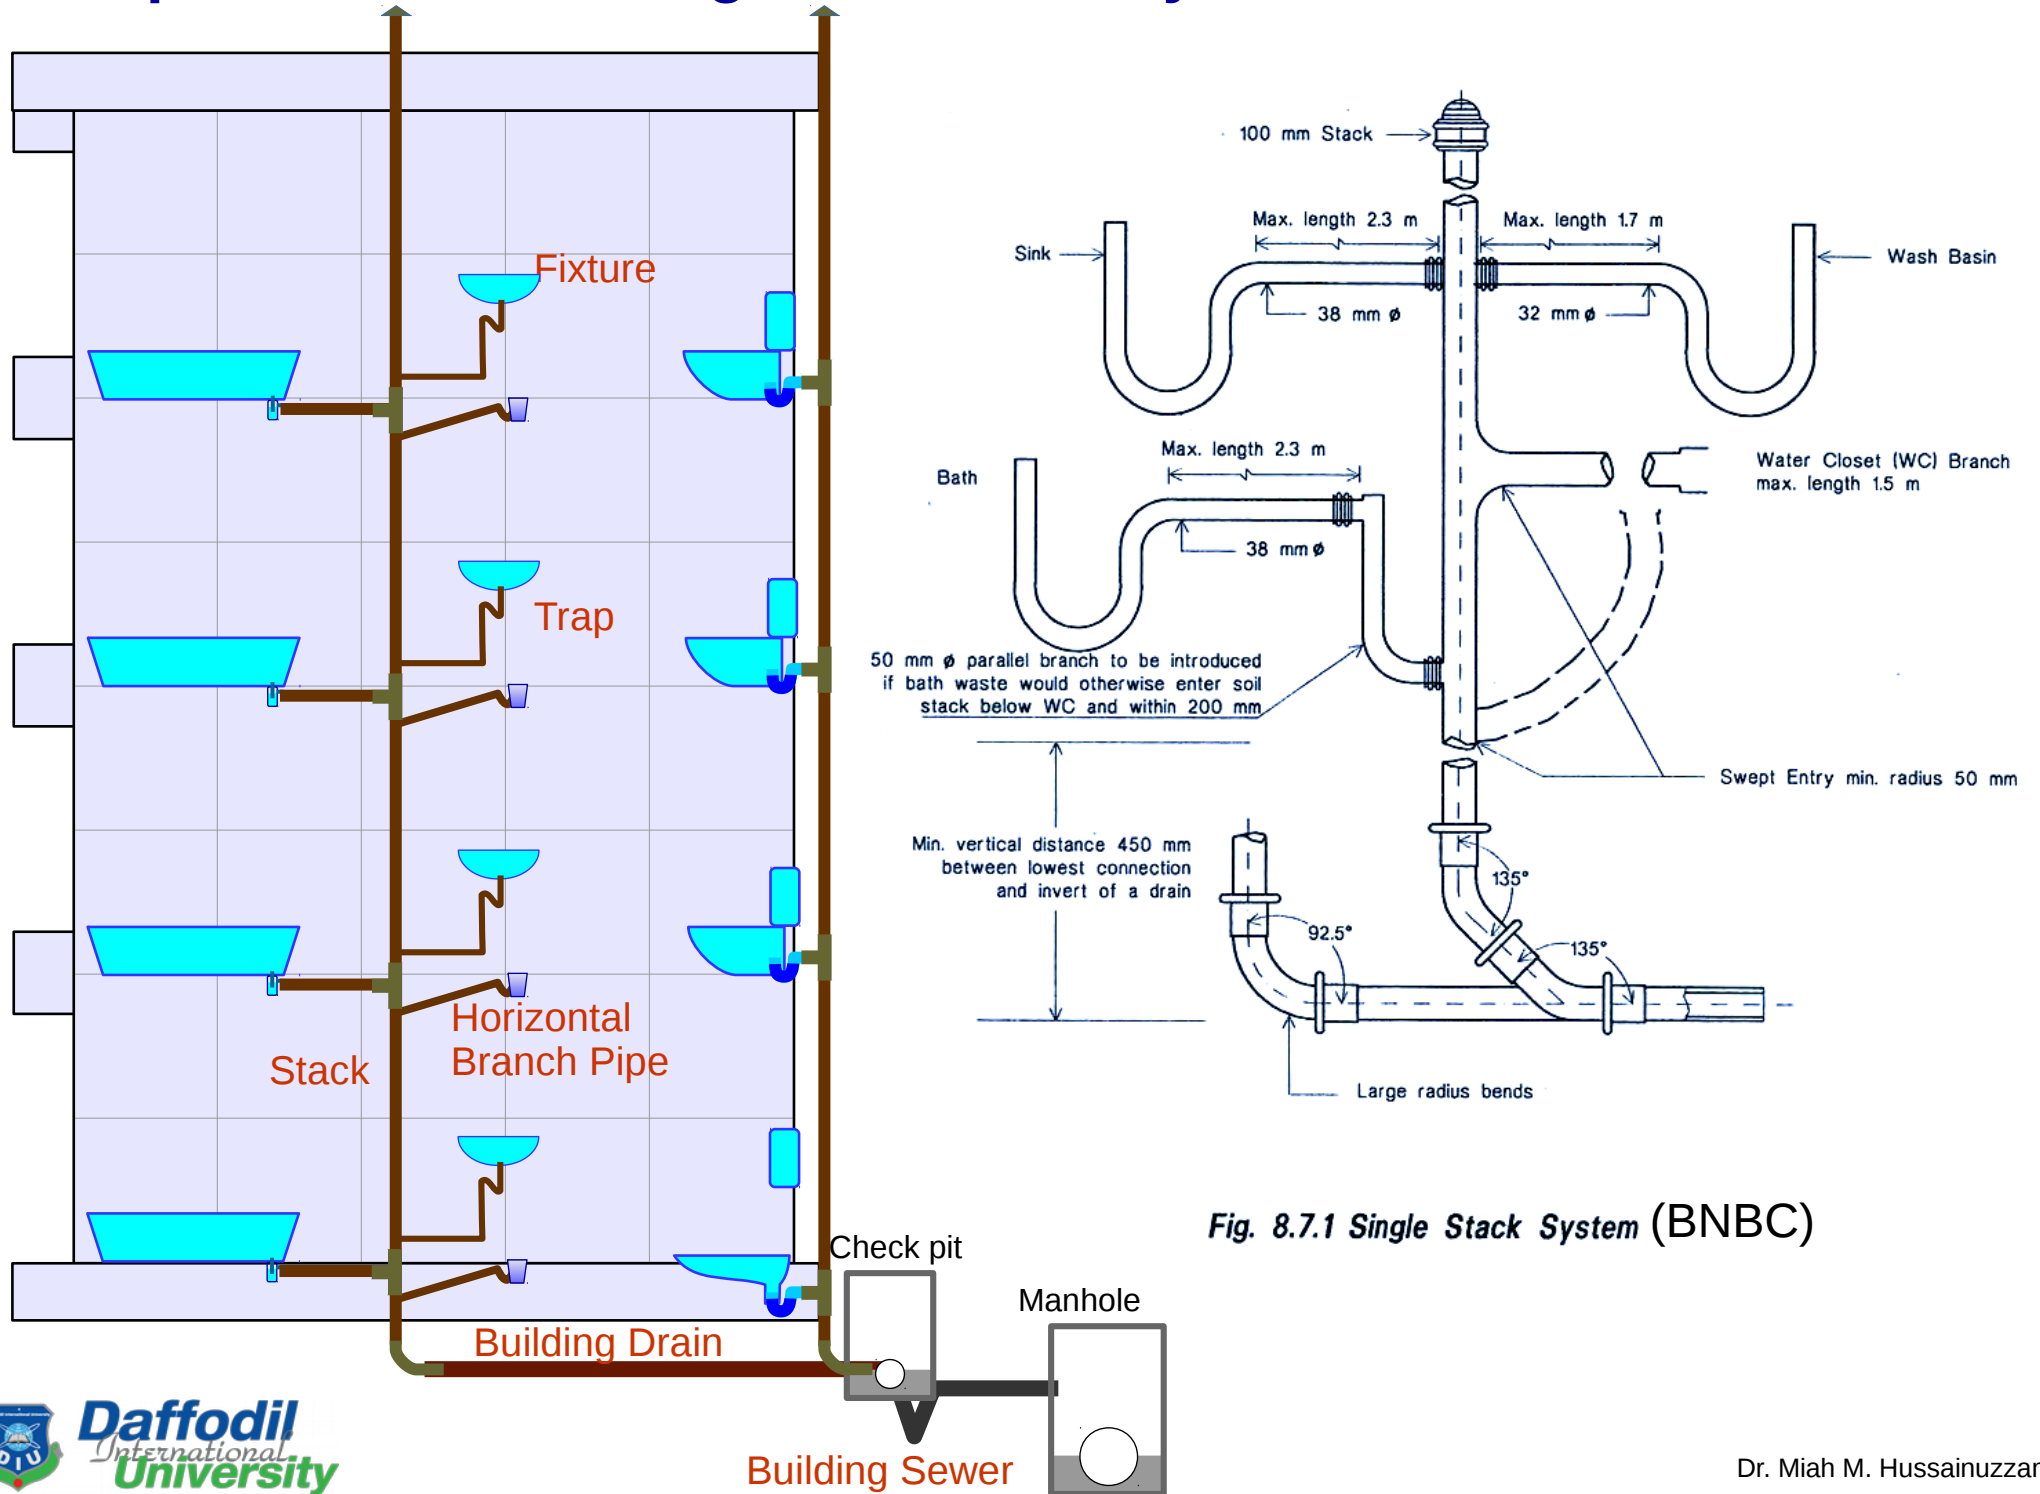 Fixture
Trap
Horizontal
Branch Pipe
Stack
Building Drain
Check pit
Manhole
Building Sewer
100 mm Stack
Max. length 2.3 m
Max. length 1.7 m
Sink
Wash Basin
38 mm ø
32 mm ø
Max. length 2.3 m
Bath
Water Closet (WC) Branch
max. length 1.5 m
38 mm ø
50 mm ø parallel branch to be introduced
if bath waste would otherwise enter soil
stack below WC and within 200 mm
Swept Entry min. radius 50 mm
Min. vertical distance 450 mm
between lowest connection
and invert of a drain
135°
92.5°
135°
Large radius bends
Fig. 8.7.1 Single Stack System (BNBC)
DIU
Daffodil
International
University
Dr. Miah M. Hussainuzzan